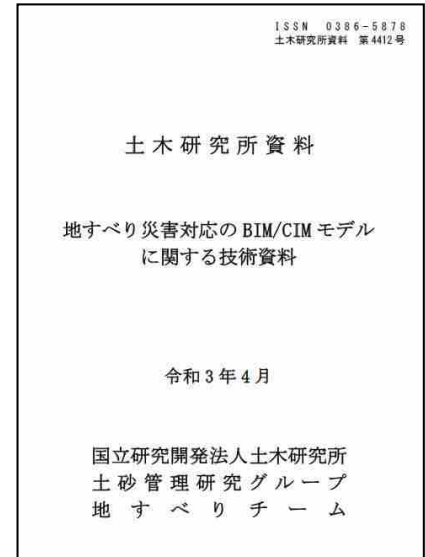 ISSN 0386-5878
土木研究所資料 第4412号
土木研究所資料
地すべり災害対応のBIM/CIMモデル
に関する技術資料
令和3年4月
国立研究開発法人土木研究所
土砂管理研究グループ
地すべりチーム